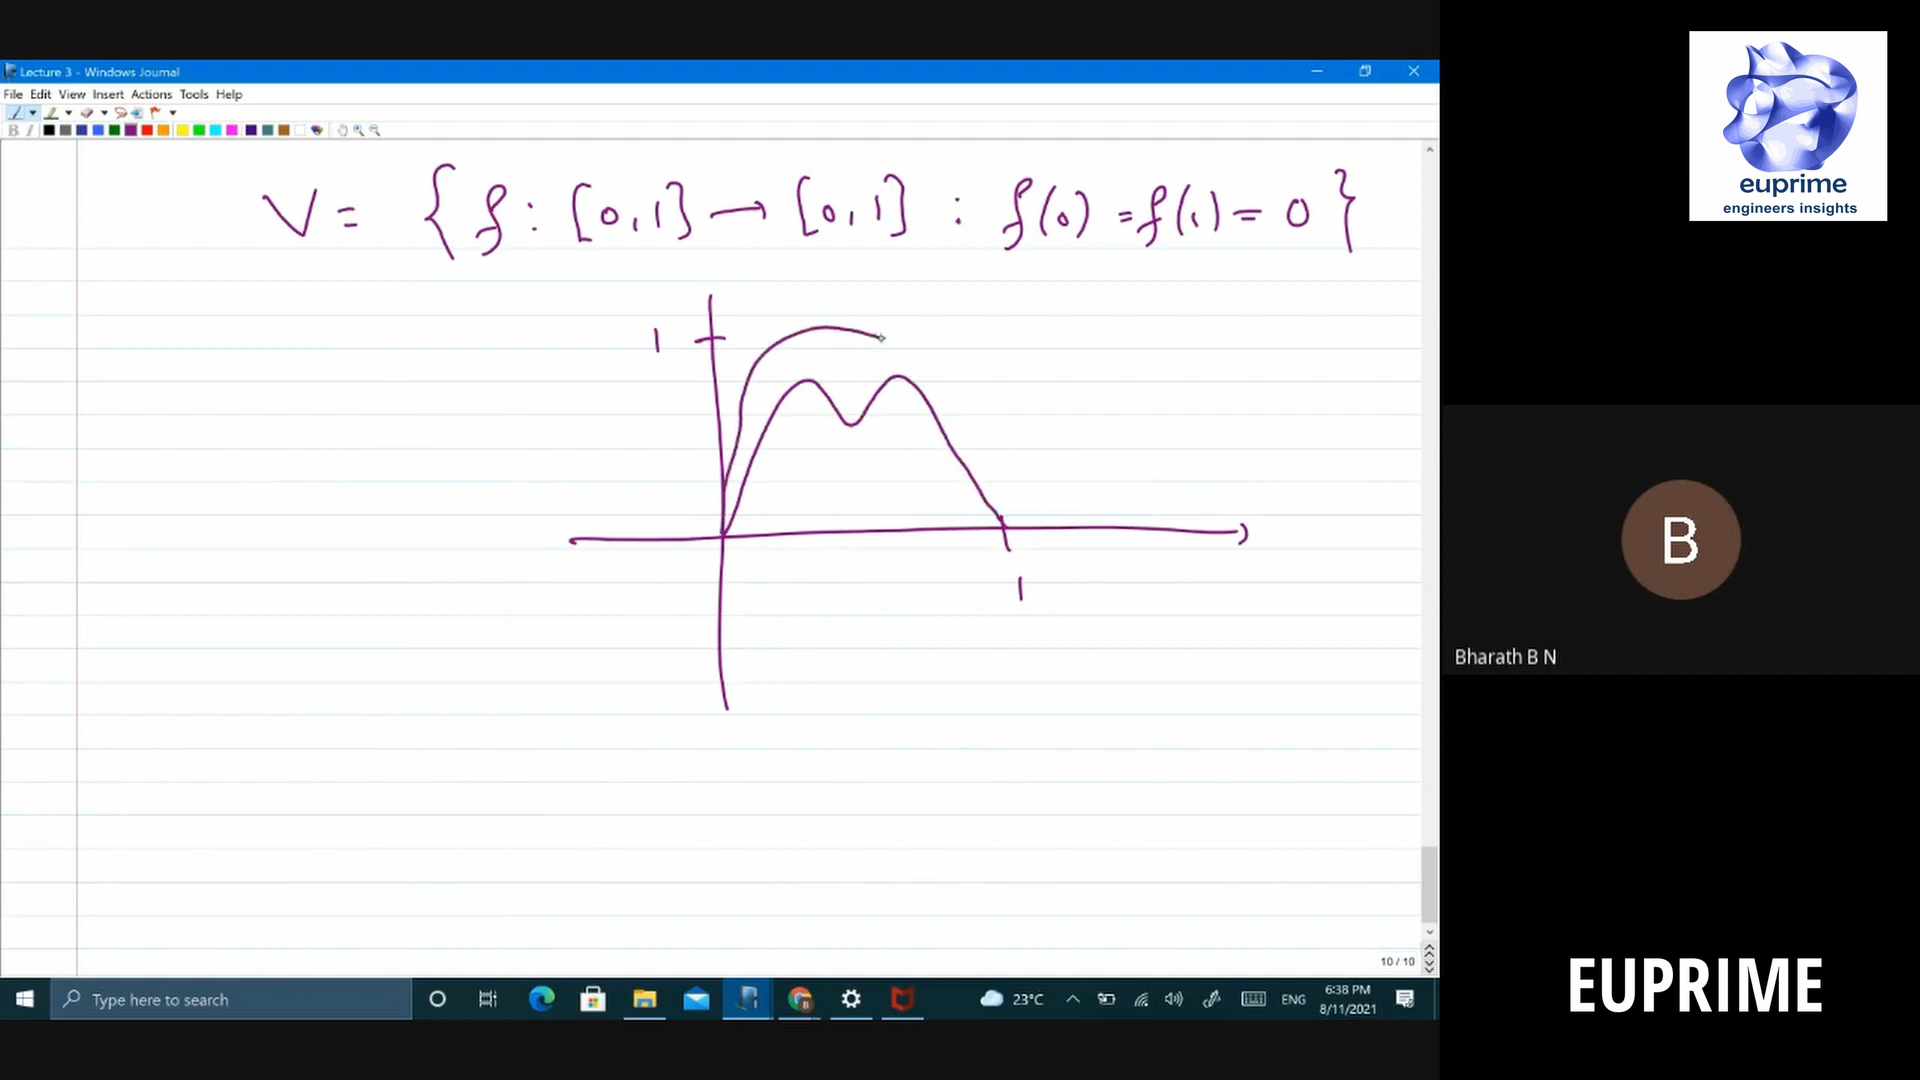 Lecture 3 - Windows Journal
File Edit View Insert Actions Tools Help
B I
V = { f : [0,1] → [0,1] : f(0) = f(1) = 0 }
1
1
10 / 10
Type here to search
23°C
ENG
6:38 PM
8/11/2021
euprime
engineers insights
B
Bharath B N
EUPRIME